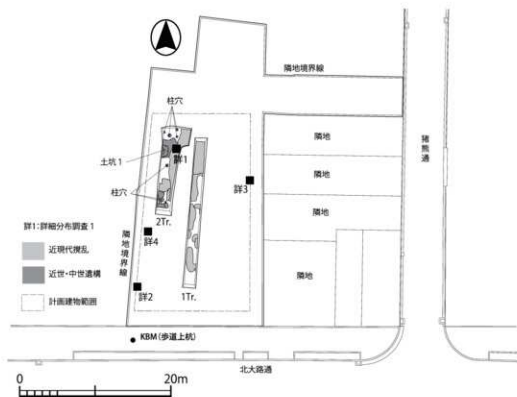 隣地境界線
柱穴
土坑1
詳1
柱穴
隣地
隣地
隣地
隣地
猪熊通
詳3
2Tr.
詳4
詳1:詳細分布調査1
近現代撹乱
近世・中世遺構
計画建物範囲
隣地境界線
詳2
1Tr.
KBM(歩道上杭)
北大路通
0
20m